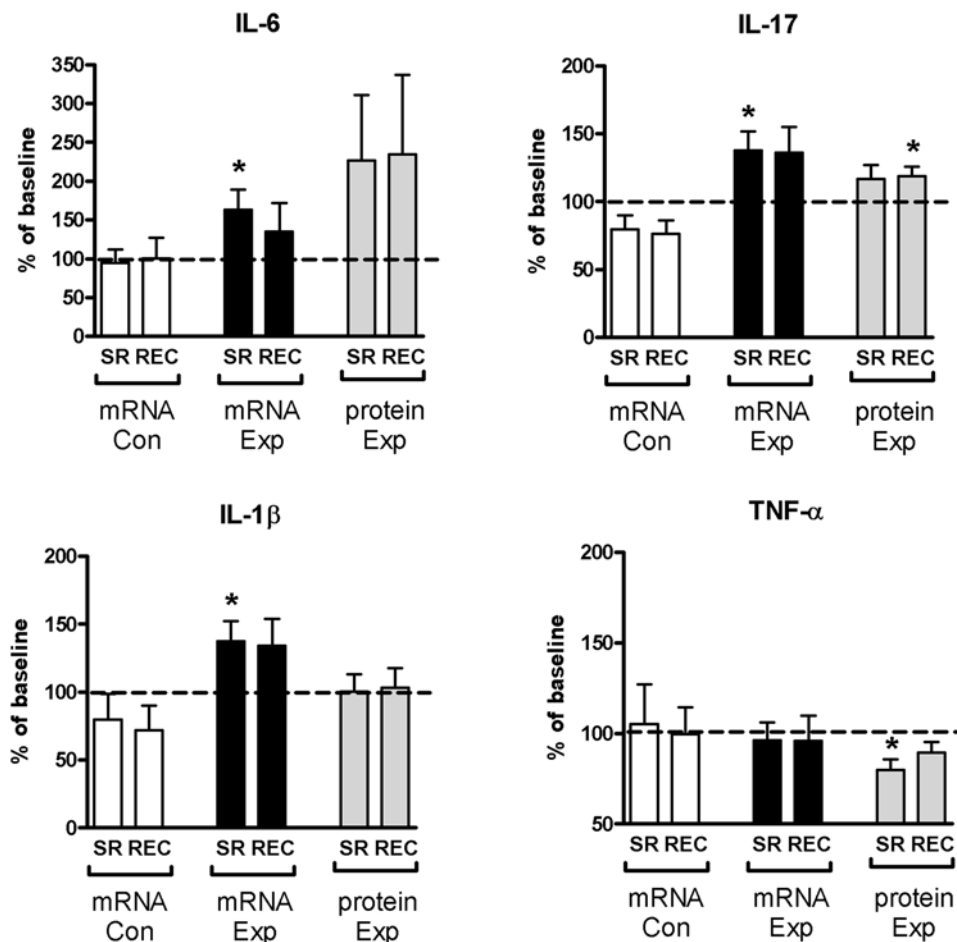 IL-6
% of baseline
350
300
250
200
150
100
50
0
*
SR REC SR REC SR REC
mRNA Con
mRNA Exp
protein Exp
IL-17
% of baseline
200
150
100
50
0
*
*
SR REC SR REC SR REC
mRNA Con
mRNA Exp
protein Exp
IL-1β
% of baseline
200
150
100
50
0
*
SR REC SR REC SR REC
mRNA Con
mRNA Exp
protein Exp
TNF-α
% of baseline
200
150
100
50
*
SR REC SR REC SR REC
mRNA Con
mRNA Exp
protein Exp